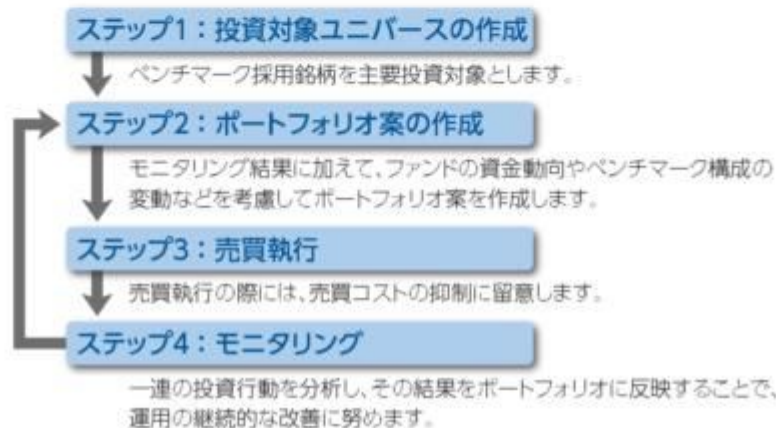 ステップ1：投資対象ユニバースの作成
ベンチマーク採用銘柄を主要投資対象とします。
ステップ2：ポートフォリオ案の作成
モニタリング結果に加えて、ファンドの資金動向やベンチマーク構成の
変動などを考慮してポートフォリオ案を作成します。
ステップ3：売買執行
売買執行の際には、売買コストの抑制に留意します。
ステップ4：モニタリング
一連の投資行動を分析し、その結果をポートフォリオに反映することで、
運用の継続的な改善に努めます。